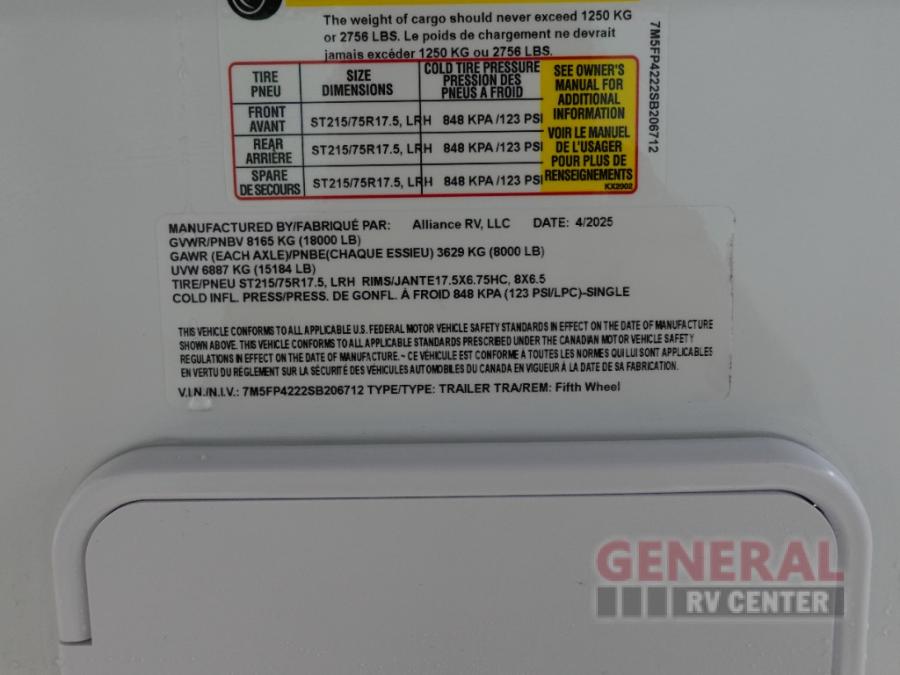 The weight of cargo should never exceed 1250 KG
or 2756 LBS. Le poids de chargement ne devrait
jamais excéder 1250 KG ou 2756 LBS.
TIRE
PNEU
SIZE
DIMENSIONS
COLD TIRE PRESSURE
PRESSION DES
PNEUS A FROID
SEE OWNER'S
MANUAL FOR
ADDITIONAL
INFORMATION
VOIR LE MANUEL
DE L'USAGER
POUR PLUS DE
RENSEIGNEMENTS
KX2002
FRONT
AVANT
ST215/75R17.5, LRH
848 KPA /123 PSI
REAR
ARRIÈRE
ST215/75R17.5, LRH
848 KPA /123 PSI
SPARE
DE SECOURS
ST215/75R17.5, LRH
848 KPA /123 PSI
7M5FP4222SB206712
MANUFACTURED BY/FABRIQUÉ PAR: Alliance RV, LLC DATE: 4/2025
GVWR/PNBV 8165 KG (18000 LB)
GAWR (EACH AXLE)/PNBE(CHAQUE ESSIEU) 3629 KG (8000 LB)
UVW 6887 KG (15184 LB)
TIRE/PNEU ST215/75R17.5, LRH RIMS/JANTE17.5X6.75HC, 8X6.5
COLD INFL. PRESS/PRESS. DE GONFL. À FROID 848 KPA (123 PSI/LPC)-SINGLE
THIS VEHICLE CONFORMS TO ALL APPLICABLE U.S. FEDERAL MOTOR VEHICLE SAFETY STANDARDS IN EFFECT ON THE DATE OF MANUFACTURE
SHOWN ABOVE. THIS VEHICLE CONFORMS TO ALL APPLICABLE STANDARDS PRESCRIBED UNDER THE CANADIAN MOTOR VEHICLE SAFETY
REGULATIONS IN EFFECT ON THE DATE OF MANUFACTURE. ~ CE VÉHICULE EST CONFORME A TOUTES LES NORMES QUI LUI SONT APPLICABLES
EN VERTU DU RÉGLEMENT SUR LA SÉCURITÉ DES VÉHICULES AUTOMOBILES DU CANADA EN VIGUEUR À LA DATE DE SA FABRICATION.
V.I.N./N.I.V.: 7M5FP4222SB206712 TYPE/TYPE: TRAILER TRA/REM: Fifth Wheel
GENERAL
RV CENTER